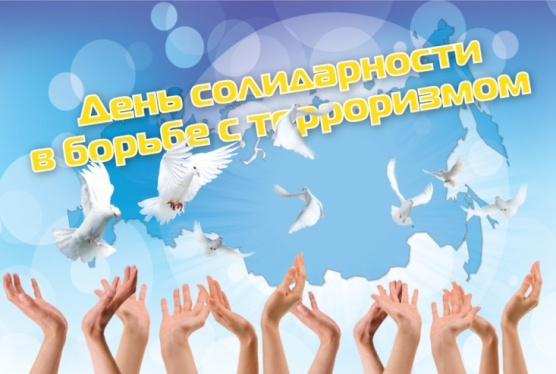 День солидарности
в борьбе с терроризмом